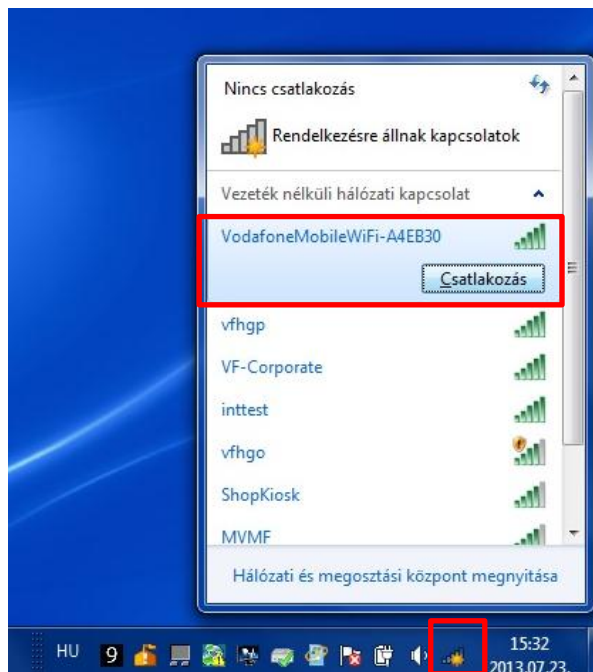 Nincs csatlakozás
Rendelkezésre állnak kapcsolatok
Vezeték nélküli hálózati kapcsolat
VodafoneMobileWiFi-A4EB30
Csatlakozás
vfhgp
VF-Corporate
inttest
vfhgo
ShopKiosk
MVMF
Hálózati és megosztási központ megnyitása
HU 9 15:32
2013.07.23.